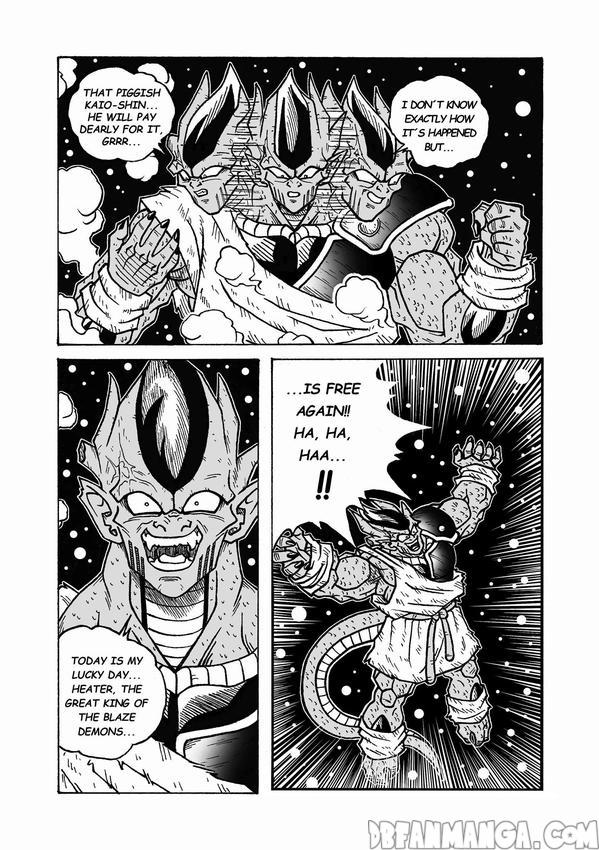 THAT PIGGISH
KAIO-SHIN...
HE WILL PAY
DEARLY FOR IT,
GRRR...
I DON´T KNOW
EXACTLY HOW
IT´S HAPPENED
BUT...
TODAY IS MY
LUCKY DAY...
HEATER, THE
GREAT KING OF
THE BLAZE
DEMONS...
...IS FREE
AGAIN!!
HA, HA,
HAA...
!!
DBFANMANGA.COM